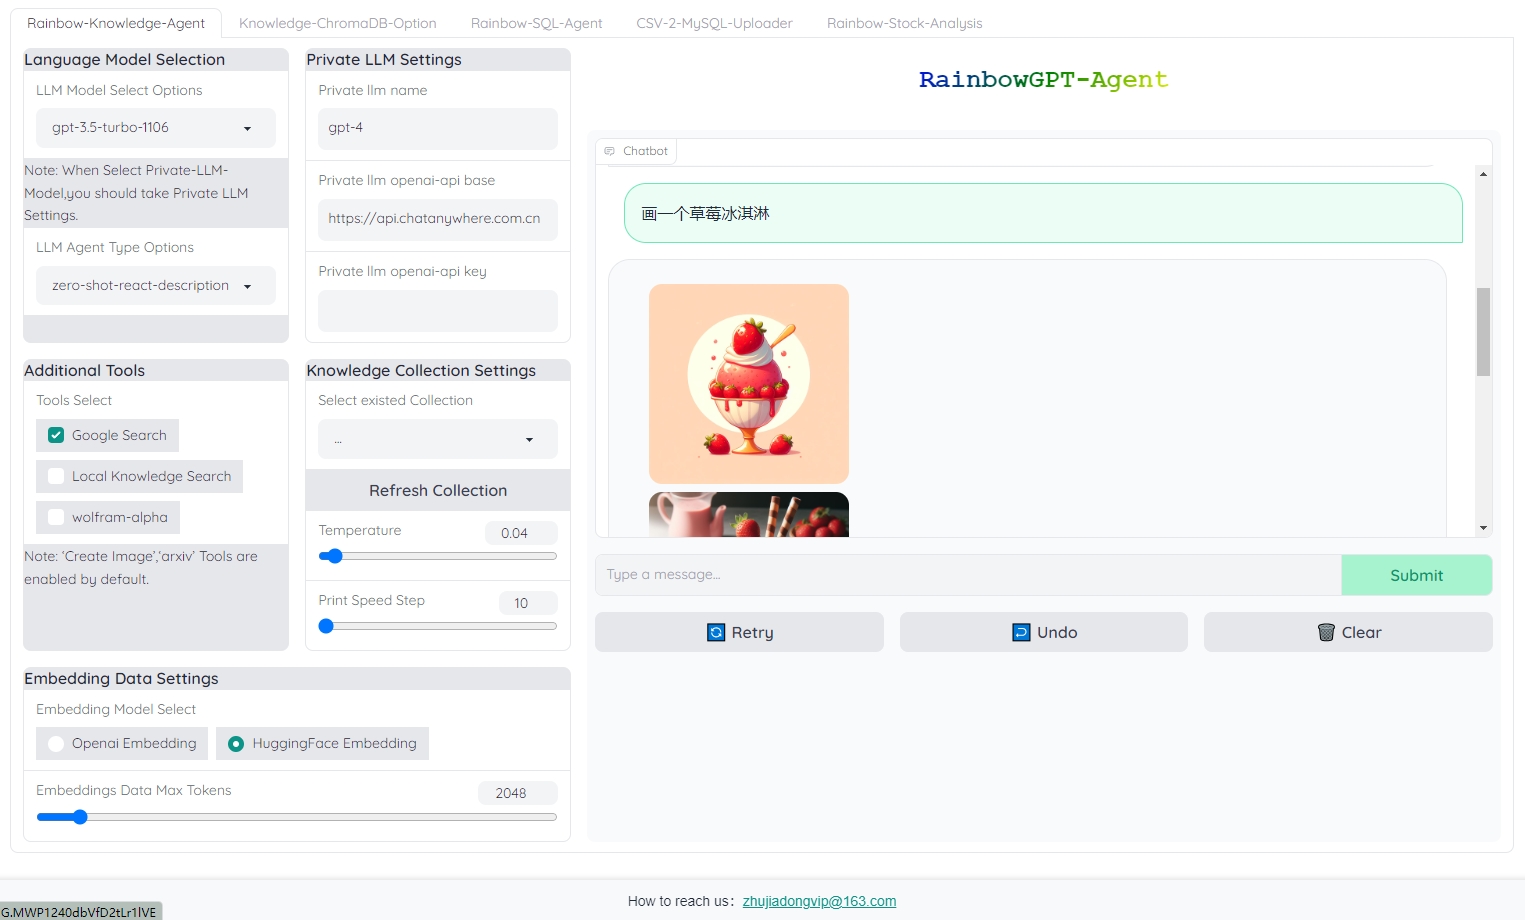 Rainbow-Knowledge-Agent
Knowledge-ChromaDB-Option
Rainbow-SQL-Agent
CSV-2-MySQL-Uploader
Rainbow-Stock-Analysis
Language Model Selection
LLM Model Select Options
gpt-3.5-turbo-1106
Note: When Select Private-LLM-
Model,you should take Private LLM
Settings.
LLM Agent Type Options
zero-shot-react-description
Private LLM Settings
Private llm name
gpt-4
Private llm openai-api base
https://api.chatanywhere.com.cn
Private llm openai-api key
Additional Tools
Tools Select
Google Search
Local Knowledge Search
wolfram-alpha
Note: 'Create Image','arxiv' Tools are
enabled by default.
Knowledge Collection Settings
Select existed Collection
...
Refresh Collection
Temperature
0.04
Print Speed Step
10
Embedding Data Settings
Embedding Model Select
Openai Embedding
HuggingFace Embedding
Embeddings Data Max Tokens
2048
RainbowGPT-Agent
Chatbot
画一个草莓冰淇淋
Type a message...
Submit
Retry
Undo
Clear
How to reach us：zhujiadongvip@163.com
G.MWP1240dbVfD2tLr1lVE